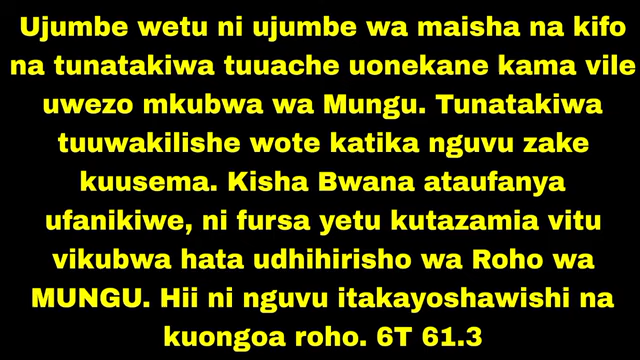 Ujumbe wetu ni ujumbe wa maisha na kifo
na tunatakiwa tuuache uonekane kama vile
uwezo mkubwa wa Mungu. Tunatakiwa
tuuwakilishe wote katika nguvu zake
kuusema. Kisha Bwana ataufanya
ufanikiwe, ni fursa yetu kutazamia vitu
vikubwa hata udhihirisho wa Roho wa
MUNGU. Hii ni nguvu itakayoshawishi na
kuongoa roho. 6T 61.3